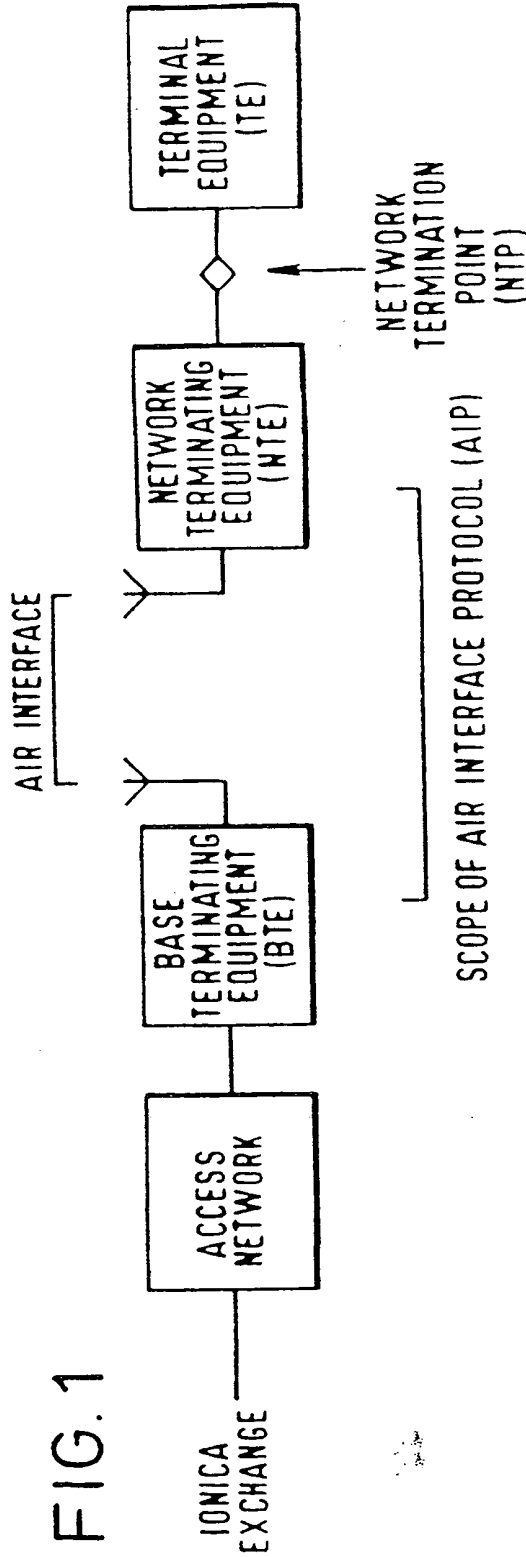 FIG. 1
AIR INTERFACE
IONICA
EXCHANGE
ACCESS
NETWORK
BASE
TERMINATING
EQUIPMENT
(BTE)
NETWORK
TERMINATING
EQUIPMENT
(NTE)
TERMINAL
EQUIPMENT
(TE)
NETWORK
TERMINATION
POINT
(NTP)
SCOPE OF AIR INTERFACE PROTOCOL (AIP)